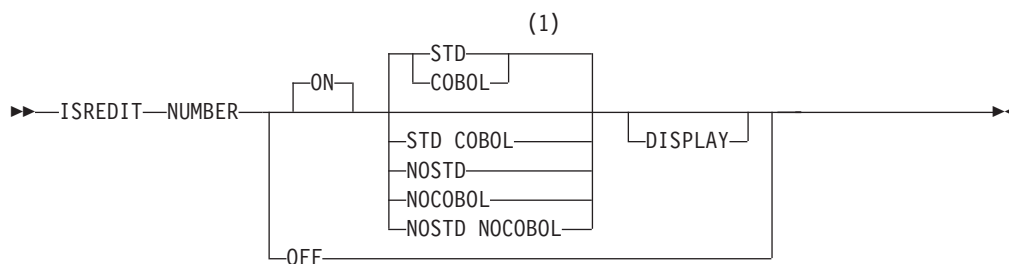 (1)
STD
ON COBOL
ISREDIT NUMBER
STD COBOL DISPLAY
NOSTD
NOCOBOL
NOSTD NOCOBOL
OFF